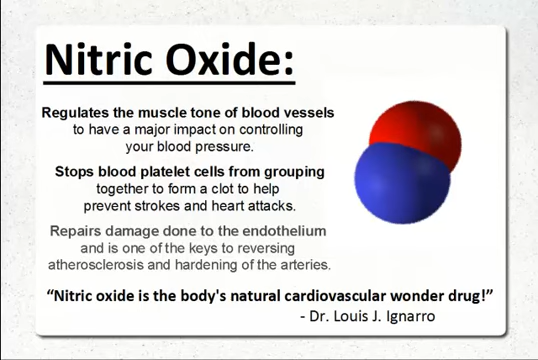 Nitric Oxide:
Regulates the muscle tone of blood vessels
to have a major impact on controlling
your blood pressure.
Stops blood platelet cells from grouping
together to form a clot to help
prevent strokes and heart attacks.
Repairs damage done to the endothelium
and is one of the keys to reversing
atherosclerosis and hardening of the arteries.
“Nitric oxide is the body's natural cardiovascular wonder drug!”
- Dr. Louis J. Ignarro